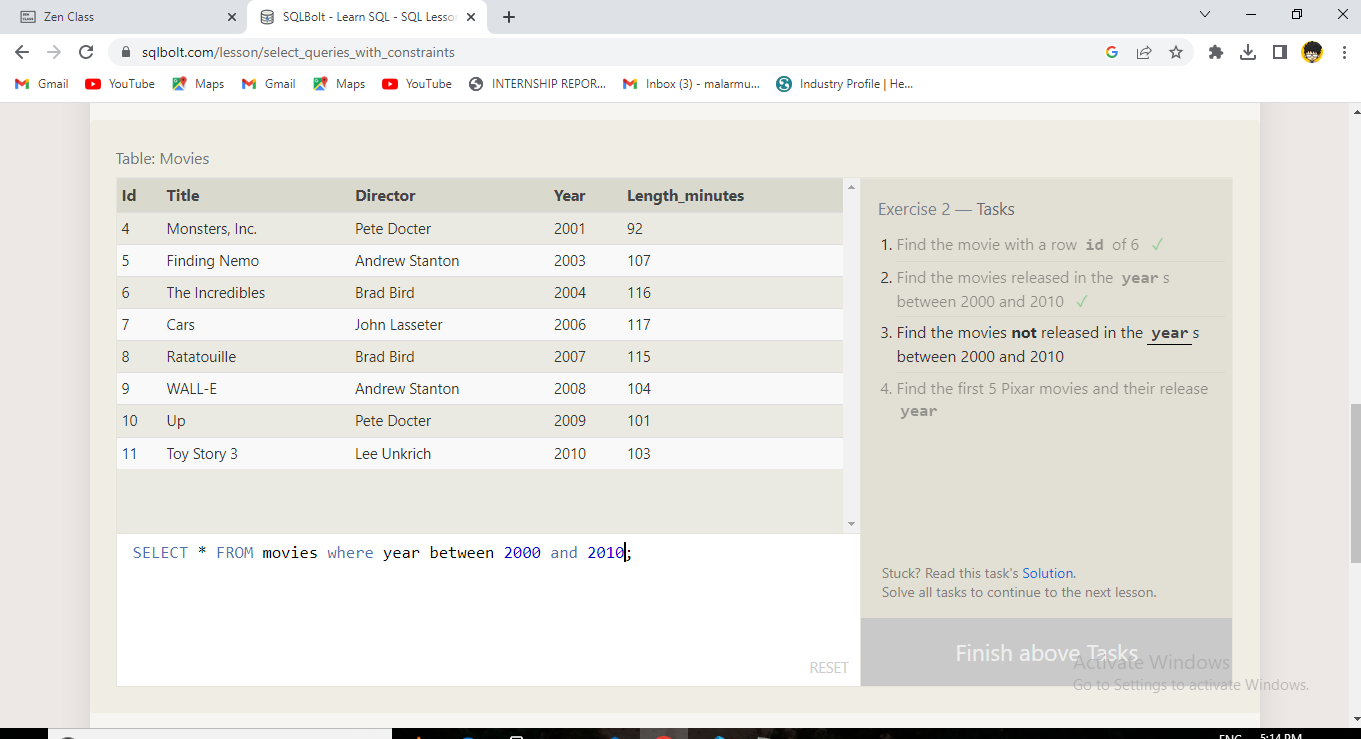 Zen Class
SQLBolt - Learn SQL - SQL Lesson
sqlbolt.com/lesson/select_queries_with_constraints
Gmail YouTube Maps Gmail Maps YouTube INTERNSHIP REPOR... Inbox (3) - malarmu... Industry Profile | He...
Table: Movies
Id Title Director Year Length_minutes
4 Monsters, Inc. Pete Docter 2001 92
5 Finding Nemo Andrew Stanton 2003 107
6 The Incredibles Brad Bird 2004 116
7 Cars John Lasseter 2006 117
8 Ratatouille Brad Bird 2007 115
9 WALL-E Andrew Stanton 2008 104
10 Up Pete Docter 2009 101
11 Toy Story 3 Lee Unkrich 2010 103
SELECT * FROM movies where year between 2000 and 2010;
RESET
Exercise 2 — Tasks
1. Find the movie with a row id of 6 ✓
2. Find the movies released in the year s
between 2000 and 2010 ✓
3. Find the movies not released in the year s
between 2000 and 2010
4. Find the first 5 Pixar movies and their release
year
Stuck? Read this task's Solution.
Solve all tasks to continue to the next lesson.
Finish above Tasks
Activate Windows
Go to Settings to activate Windows.
ENG 5:14 PM